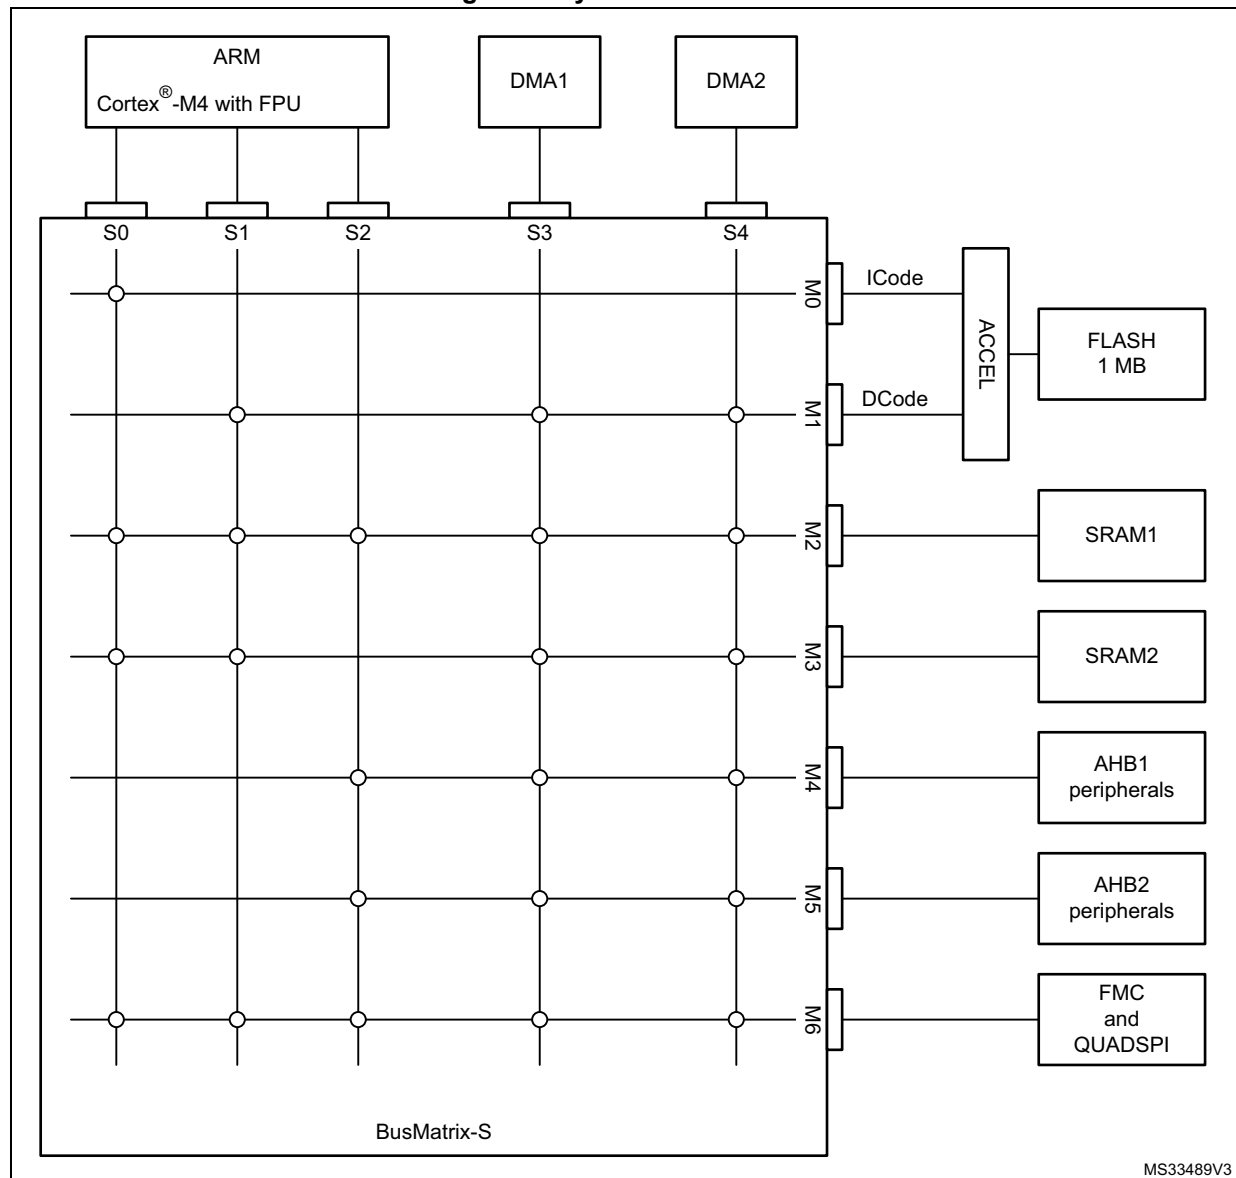 ARM
Cortex®-M4 with FPU
DMA1
DMA2
S0
S1
S2
S3
S4
M0
ICode
ACCEL
FLASH
1 MB
M1
DCode
M2
SRAM1
M3
SRAM2
M4
AHB1
peripherals
M5
AHB2
peripherals
M6
FMC
and
QUADSPI
BusMatrix-S
MS33489V3